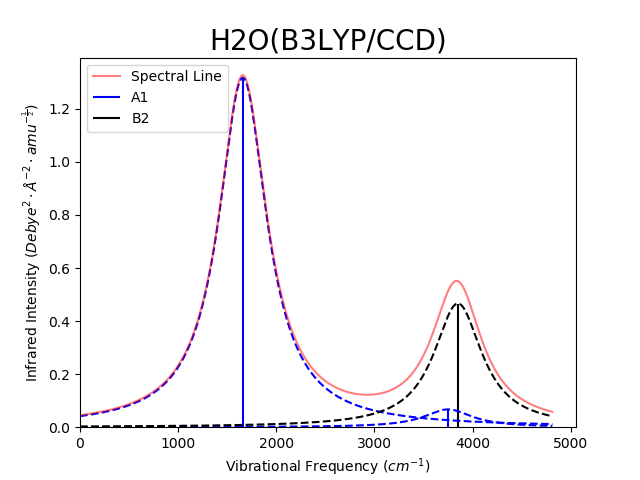 H2O(B3LYP/CCD)
Spectral Line
A1
B2
Infrared Intensity (Debye² · Å⁻² · amu^{-1/2})
1.2
1.0
0.8
0.6
0.4
0.2
0.0
0 1000 2000 3000 4000 5000
Vibrational Frequency (cm⁻¹)